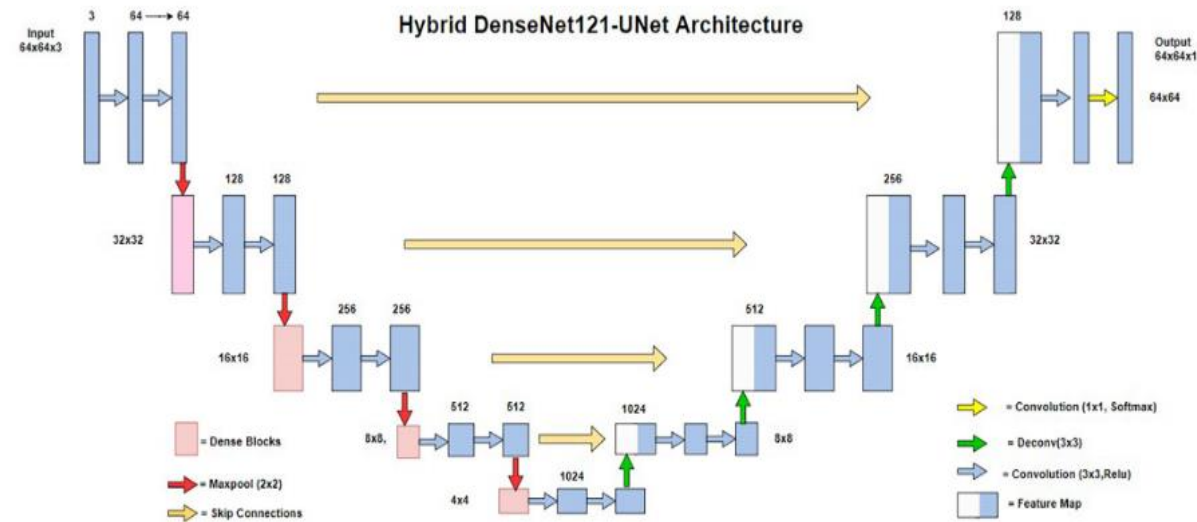 Hybrid DenseNet121-UNet Architecture
3
64
64
Input
64x64x3
128
Output
64x64x1
64x64
128
128
32x32
256
32x32
256
256
16x16
512
16x16
512
512
8x8,
1024
8x8
1024
4x4
= Dense Blocks
= Maxpool (2x2)
= Skip Connections
= Convolution (1x1, Softmax)
= Deconv(3x3)
= Convolution (3x3,Relu)
= Feature Map